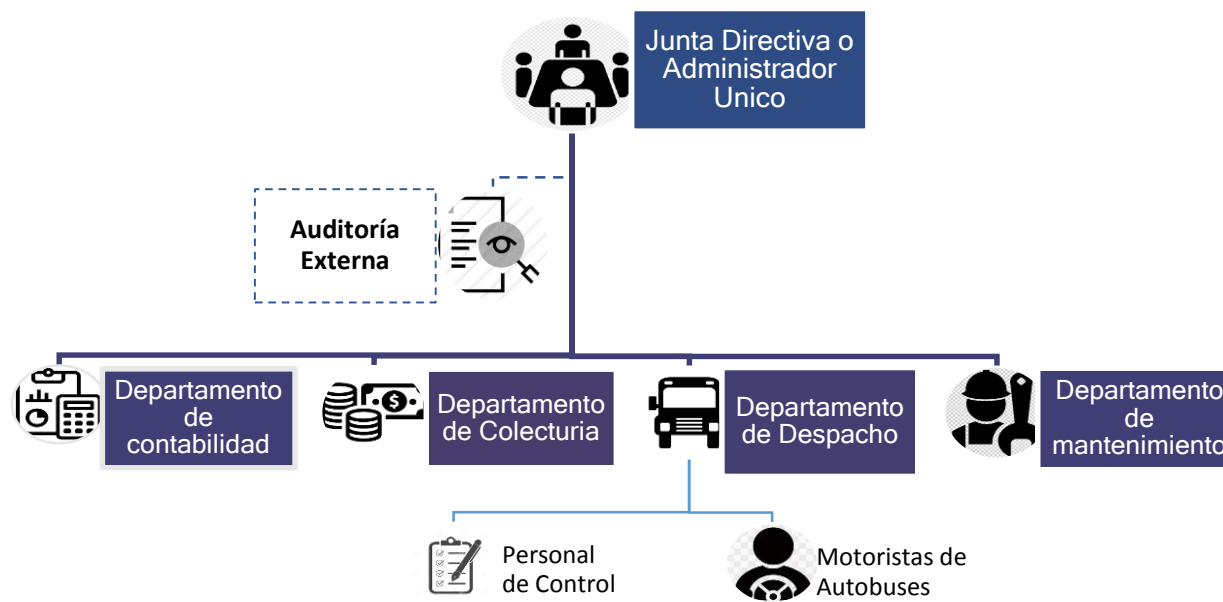 Junta Directiva o
Administrador
Unico
Auditoría
Externa
Departamento
de
contabilidad
Departamento
de Colecturia
Departamento
de Despacho
Departamento
de
mantenimiento
Personal
de Control
Motoristas de
Autobuses